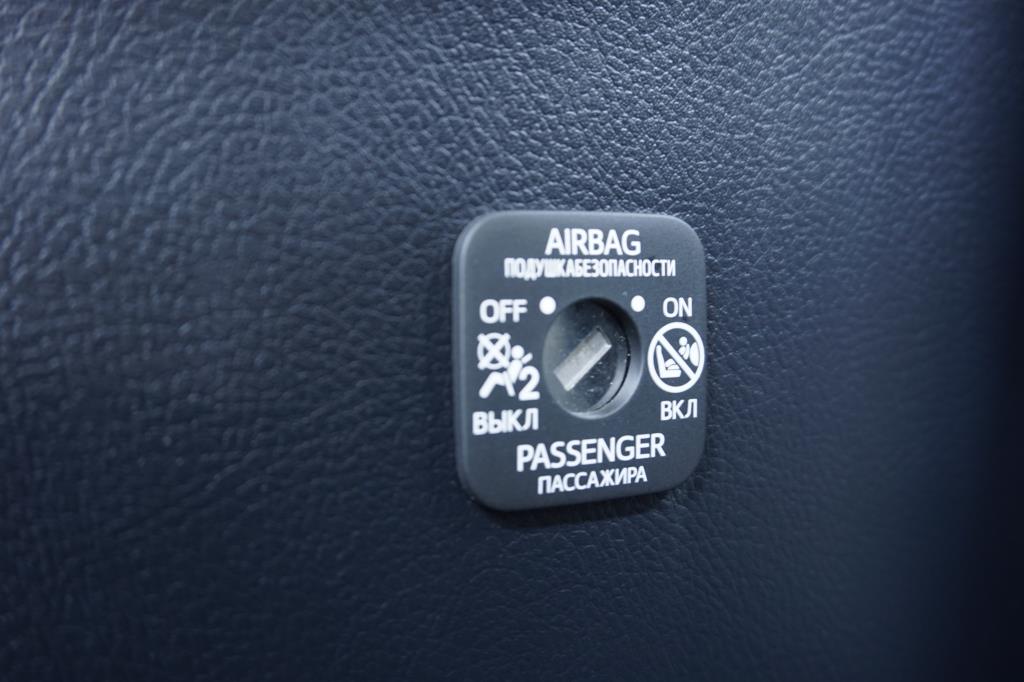 AIRBAG
ПОДУШКАБЕЗОПАСНОСТИ
OFF ON
2
ВЫКЛ ВКЛ
PASSENGER
ПАССАЖИРА